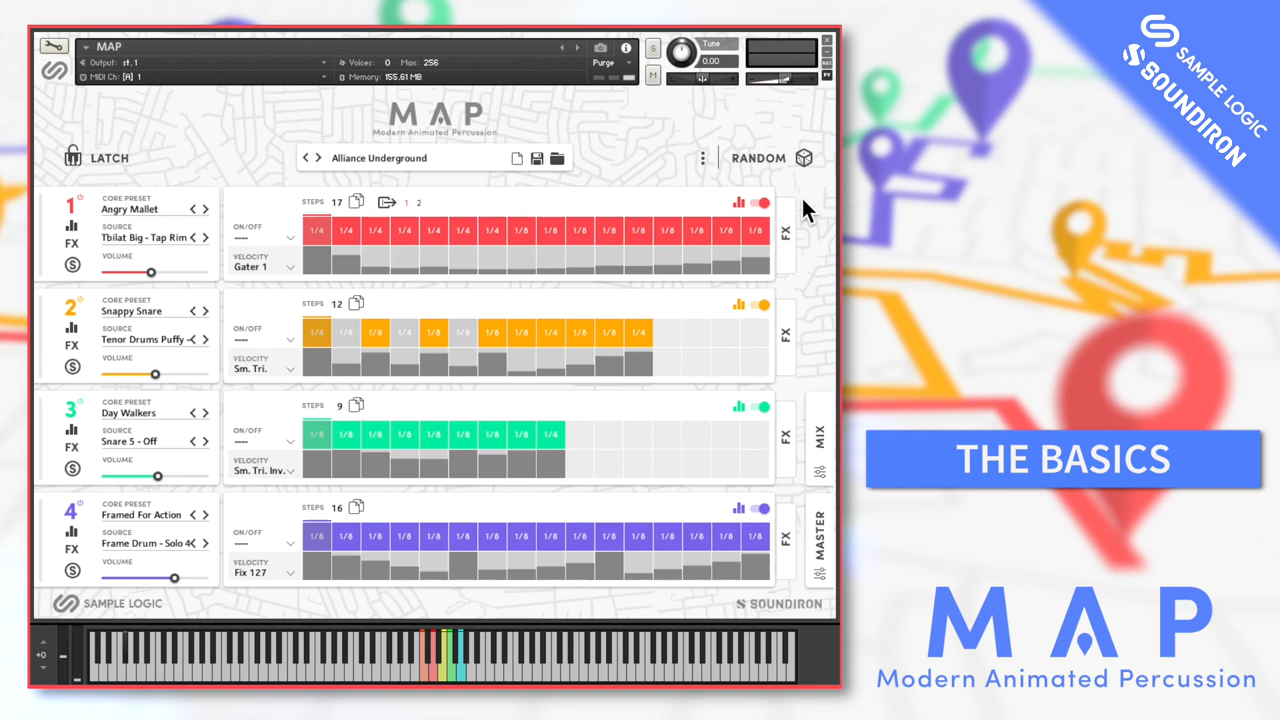 MAP
Output: st.1
Voices: 0 Max: 256
Purge
MIDI Ch: [A] 1
Memory: 155.61 MB
S
M
Tune
0.00
MAP
Modern Animated Percussion
LATCH
Alliance Underground
RANDOM
1
CORE PRESET
Angry Mallet
SOURCE
Tbilat Big - Tap Rim
FX
VOLUME
S
STEPS 17
1 2
ON/OFF
----
VELOCITY
Gater 1
1/4 1/4 1/4 1/4 1/4 1/8 1/8 1/8 1/8 1/8 1/8 1/8 1/8 1/8 1/8 1/8
FX
2
CORE PRESET
Snappy Snare
SOURCE
Tenor Drums Puffy -
FX
VOLUME
S
STEPS 12
ON/OFF
----
VELOCITY
Sm. Tri.
1/4 1/8 1/8 1/4 1/8 1/8 1/8 1/8 1/4 1/8 1/8 1/4
FX
3
CORE PRESET
Day Walkers
SOURCE
Snare 5 - Off
FX
VOLUME
S
STEPS 9
ON/OFF
----
VELOCITY
Sm. Tri. Inv.
1/8 1/8 1/8 1/8 1/8 1/8 1/8 1/8 1/4
FX
MIX
4
CORE PRESET
Framed For Action
SOURCE
Frame Drum - Solo 4
FX
VOLUME
S
STEPS 16
ON/OFF
----
VELOCITY
Fix 127
1/8 1/8 1/8 1/8 1/8 1/8 1/8 1/8 1/8 1/8 1/8 1/8 1/8 1/8 1/8 1/8
FX
MASTER
SAMPLE LOGIC
SOUNDIRON
+0
SAMPLE LOGIC
SOUNDIRON
THE BASICS
MAP
Modern Animated Percussion